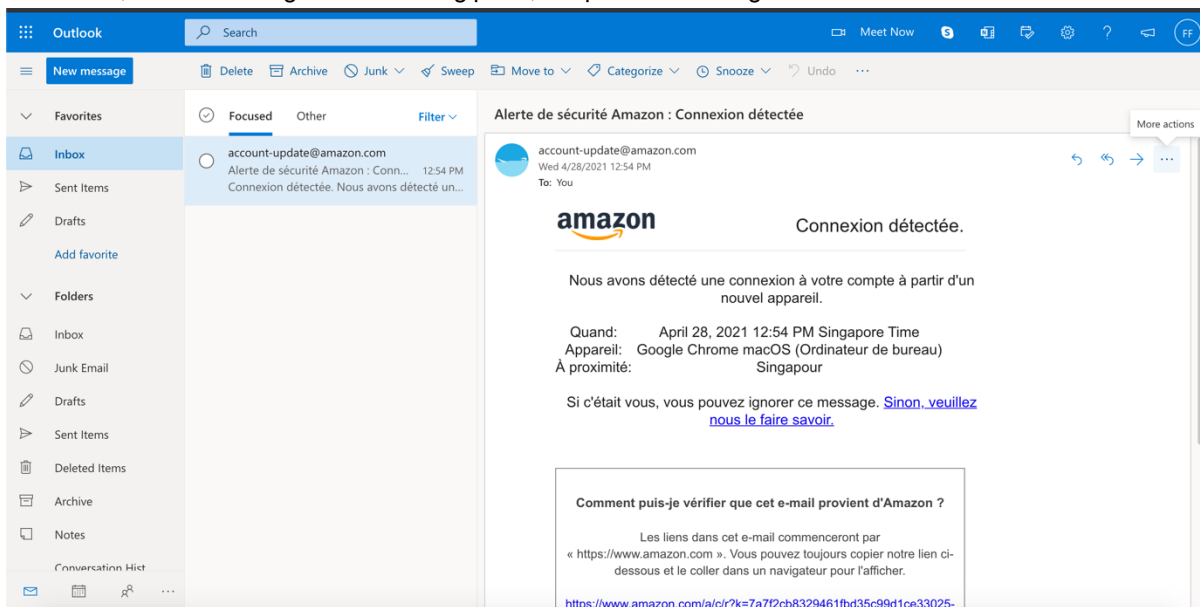 Outlook
Search
Meet Now
FF
New message
Delete
Archive
Junk
Sweep
Move to
Categorize
Snooze
Undo
Favorites
Inbox
Sent Items
Drafts
Add favorite
Folders
Inbox
Junk Email
Drafts
Sent Items
Deleted Items
Archive
Notes
Conversation Hist
Focused
Other
Filter
account-update@amazon.com
Alerte de sécurité Amazon : Conn... 12:54 PM
Connexion détectée. Nous avons détecté un...
Alerte de sécurité Amazon : Connexion détectée
More actions
account-update@amazon.com
Wed 4/28/2021 12:54 PM
To: You
amazon
Connexion détectée.
Nous avons détecté une connexion à votre compte à partir d'un
nouvel appareil.
Quand: April 28, 2021 12:54 PM Singapore Time
Appareil: Google Chrome macOS (Ordinateur de bureau)
À proximité: Singapour
Si c'était vous, vous pouvez ignorer ce message. Sinon, veuillez
nous le faire savoir.
Comment puis-je vérifier que cet e-mail provient d'Amazon ?
Les liens dans cet e-mail commenceront par
« https://www.amazon.com ». Vous pouvez toujours copier notre lien ci-
dessous et le coller dans un navigateur pour l'afficher.
https://www.amazon.com/a/c/r?k=7a7f2cb8329461fbd35c99d1ce33025-